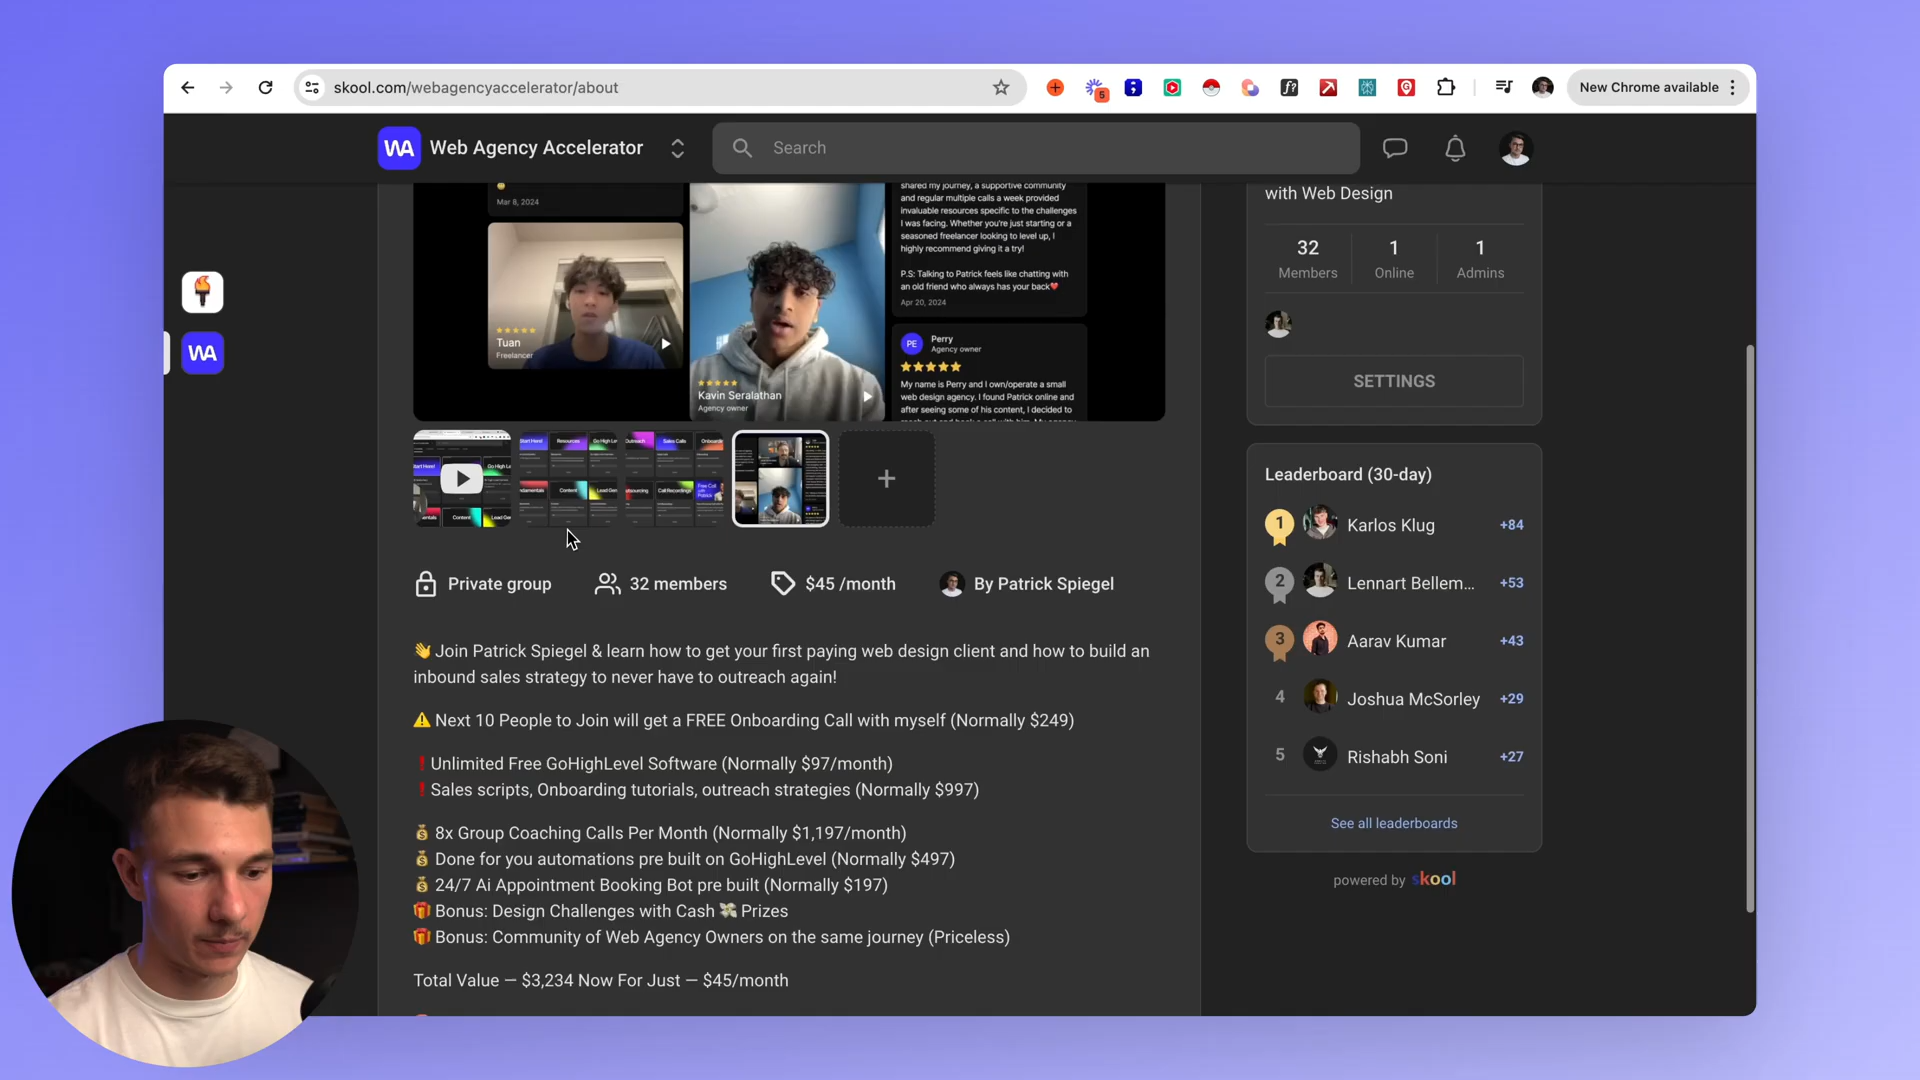 skool.com/webagencyaccelerator/about
5
New Chrome available
WA
Web Agency Accelerator
Search
Mar 8, 2024
Tuan
Freelancer
Kavin Seralathan
Agency owner
shared my journey, a supportive community
and regular multiple calls a week provided
invaluable resources specific to the challenges
I was facing. Whether you're just starting or a
seasoned freelancer looking to level up, I
highly recommend giving it a try!
P.S: Talking to Patrick feels like chatting with
an old friend who always has your back❤️
Apr 20, 2024
PE
Perry
Agency owner
My name is Perry and I own/operate a small
web design agency. I found Patrick online and
after seeing some of his content, I decided to
with Web Design
32
Members
1
Online
1
Admins
SETTINGS
WA
Start Here!
Resources
Content
Outreach
Sales Calls
Call Recordings
Private group
32 members
$45 /month
By Patrick Spiegel
👋 Join Patrick Spiegel & learn how to get your first paying web design client and how to build an
inbound sales strategy to never have to outreach again!
⚠️ Next 10 People to Join will get a FREE Onboarding Call with myself (Normally $249)
❗Unlimited Free GoHighLevel Software (Normally $97/month)
❗Sales scripts, Onboarding tutorials, outreach strategies (Normally $997)
💰 8x Group Coaching Calls Per Month (Normally $1,197/month)
💰 Done for you automations pre built on GoHighLevel (Normally $497)
💰 24/7 Ai Appointment Booking Bot pre built (Normally $197)
🎁 Bonus: Design Challenges with Cash 💸 Prizes
🎁 Bonus: Community of Web Agency Owners on the same journey (Priceless)
Total Value — $3,234 Now For Just — $45/month
Leaderboard (30-day)
1 Karlos Klug +84
2 Lennart Bellem... +53
3 Aarav Kumar +43
4 Joshua McSorley +29
5 Rishabh Soni +27
See all leaderboards
powered by skool